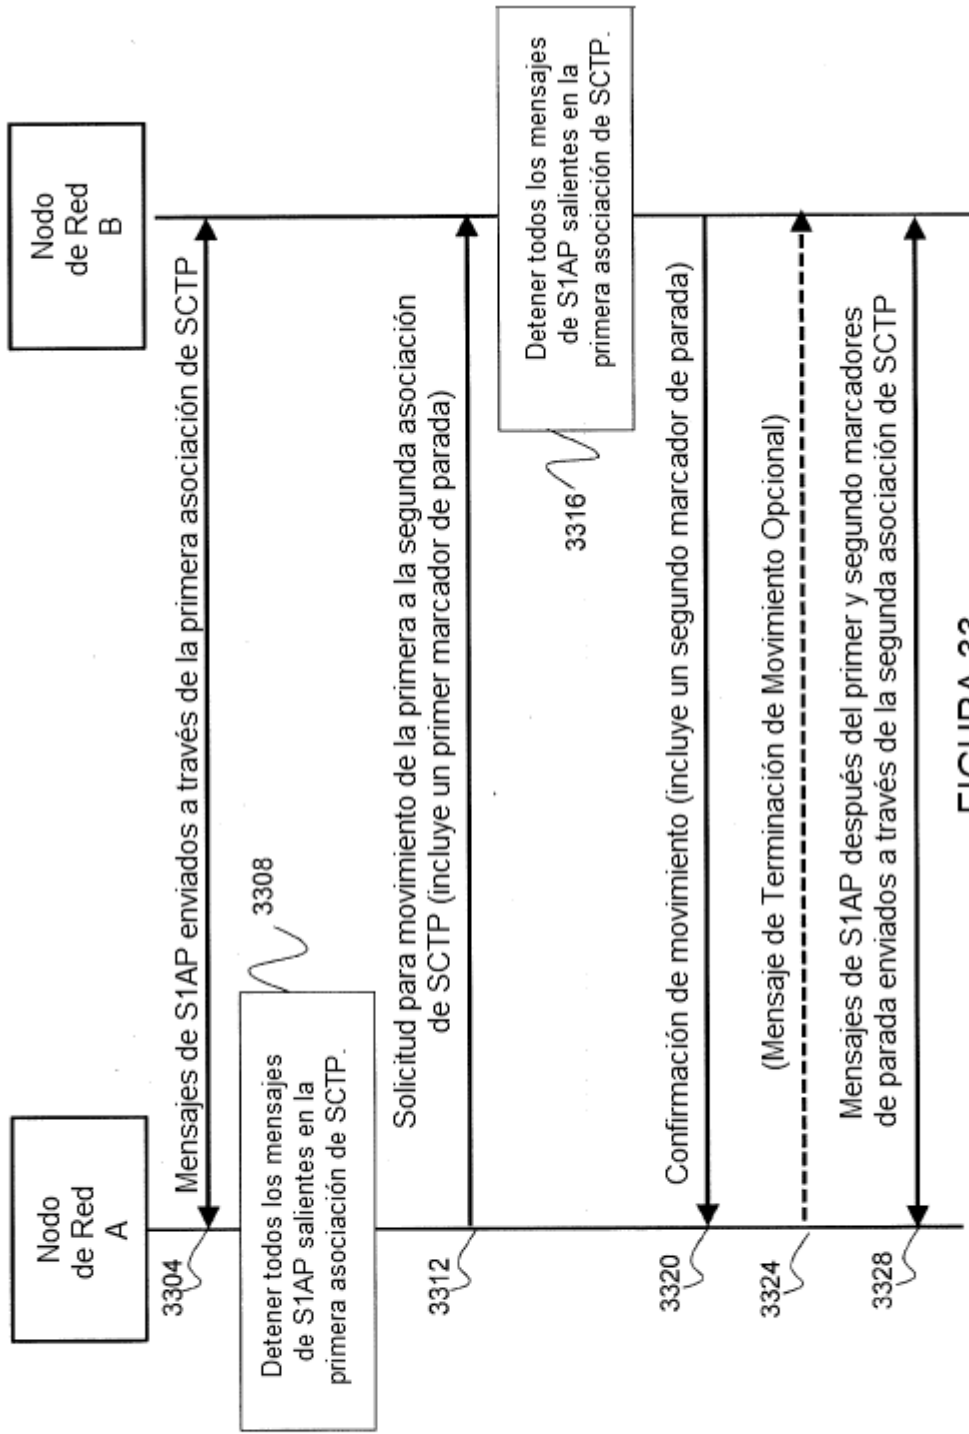 Nodo
de Red
A
Nodo
de Red
B
3304
Mensajes de S1AP enviados a través de la primera asociación de SCTP
Detener todos los mensajes
de S1AP salientes en la
primera asociación de SCTP.
3308
3312
Solicitud para movimiento de la primera a la segunda asociación
de SCTP (incluye un primer marcador de parada)
Detener todos los mensajes
de S1AP salientes en la
primera asociación de SCTP.
3316
3320
Confirmación de movimiento (incluye un segundo marcador de parada)
3324
(Mensaje de Terminación de Movimiento Opcional)
3328
Mensajes de S1AP después del primer y segundo marcadores
de parada enviados a través de la segunda asociación de SCTP
FIGURA 33